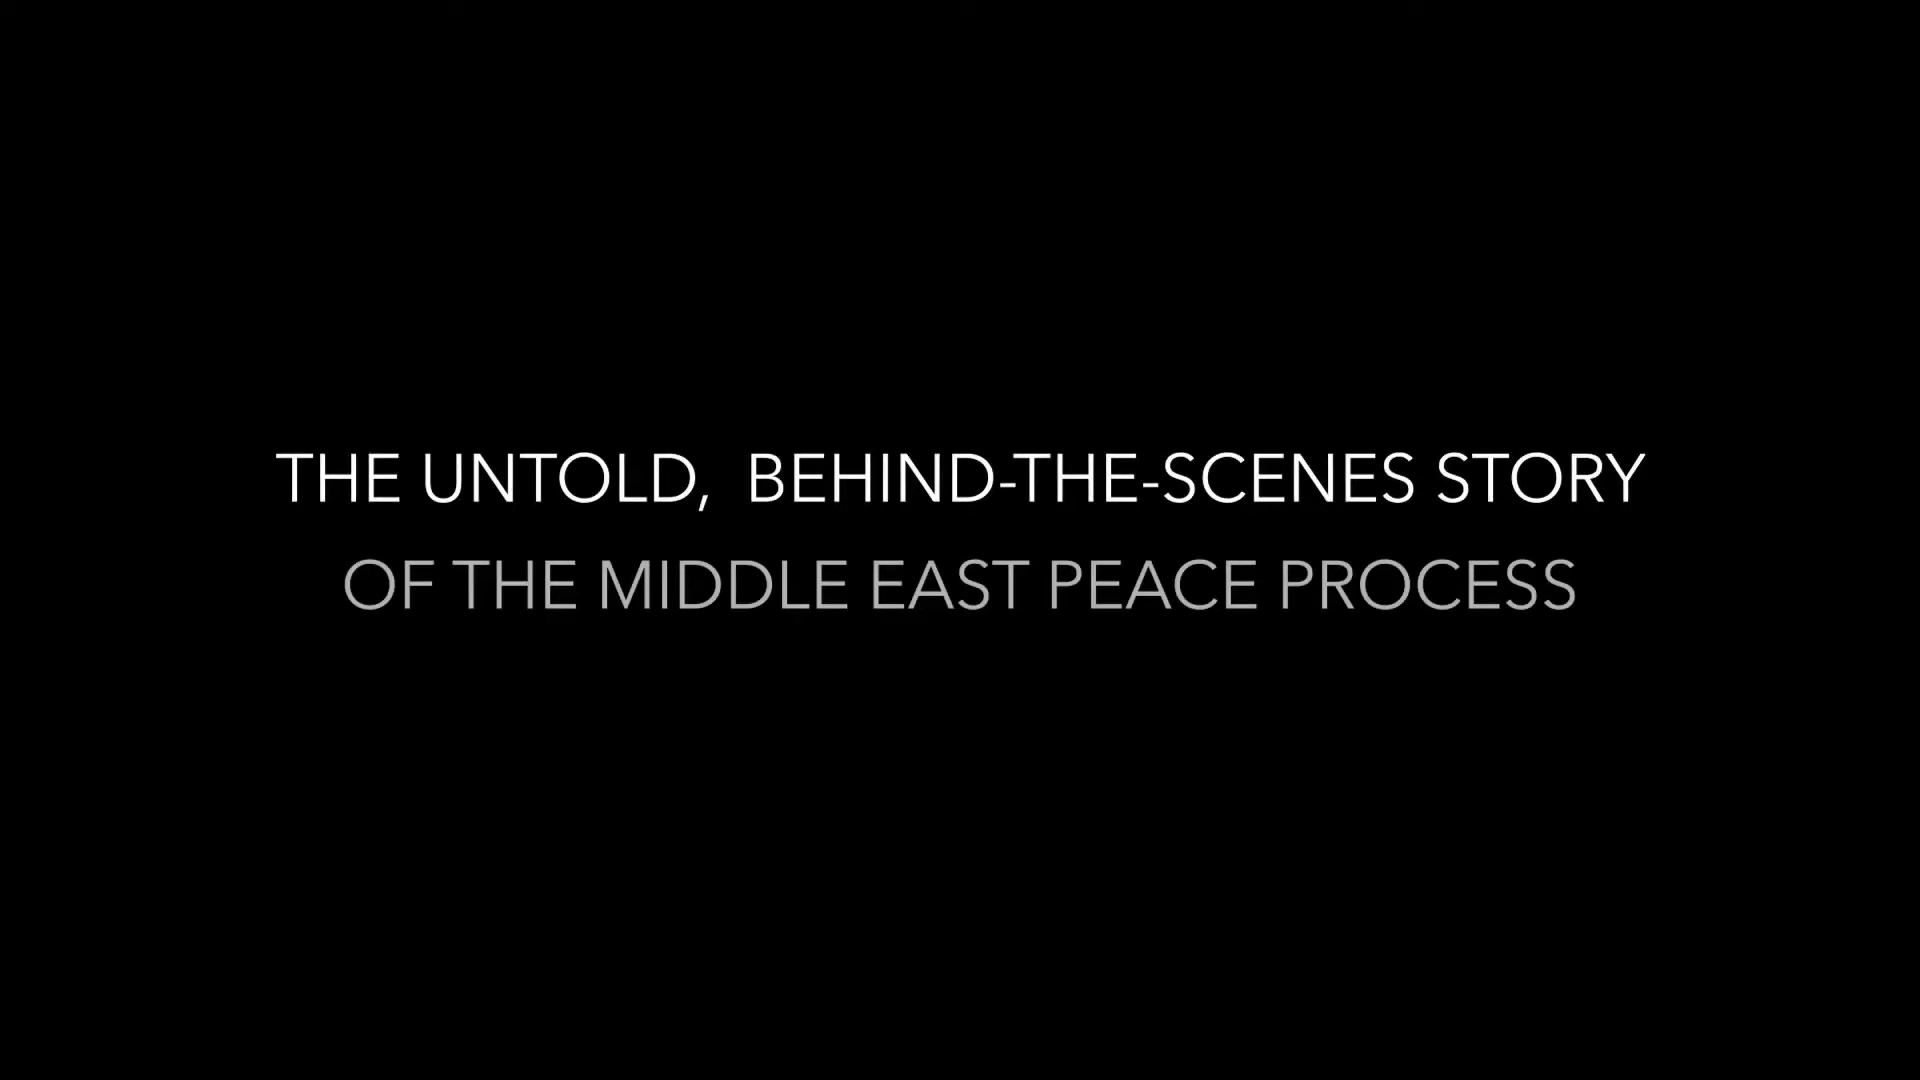 THE UNTOLD,  BEHIND-THE-SCENES STORY
OF THE MIDDLE EAST PEACE PROCESS